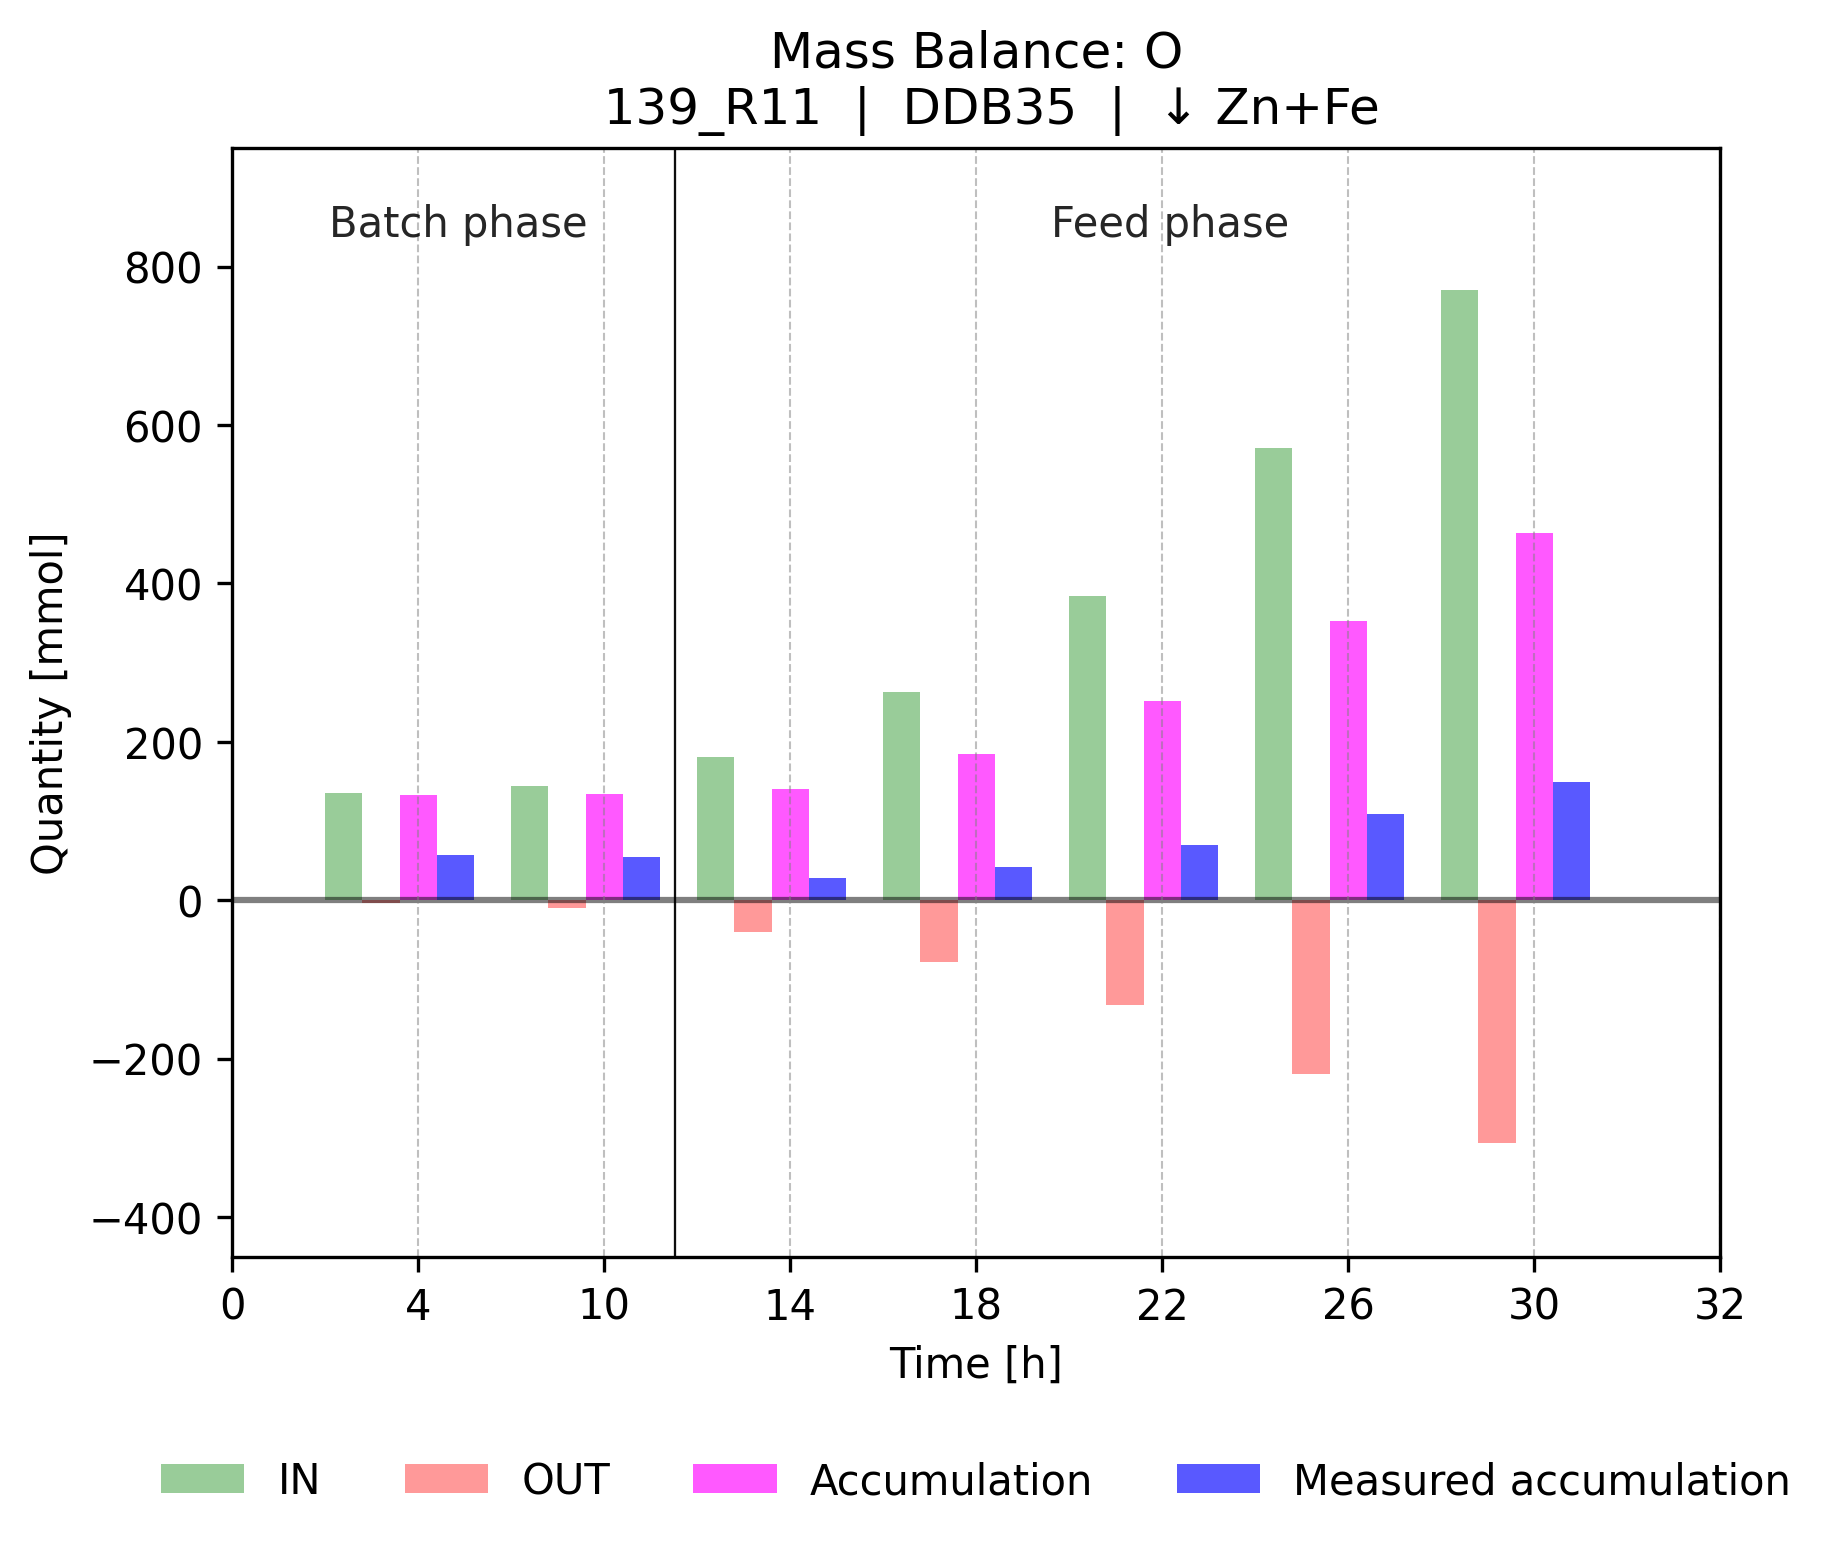 Mass Balance: O
139_R11 | DDB35 | ↓ Zn+Fe
Batch phase
Feed phase
800
600
400
200
0
−200
−400
Quantity [mmol]
0 4 10 14 18 22 26 30 32
Time [h]
IN OUT Accumulation Measured accumulation